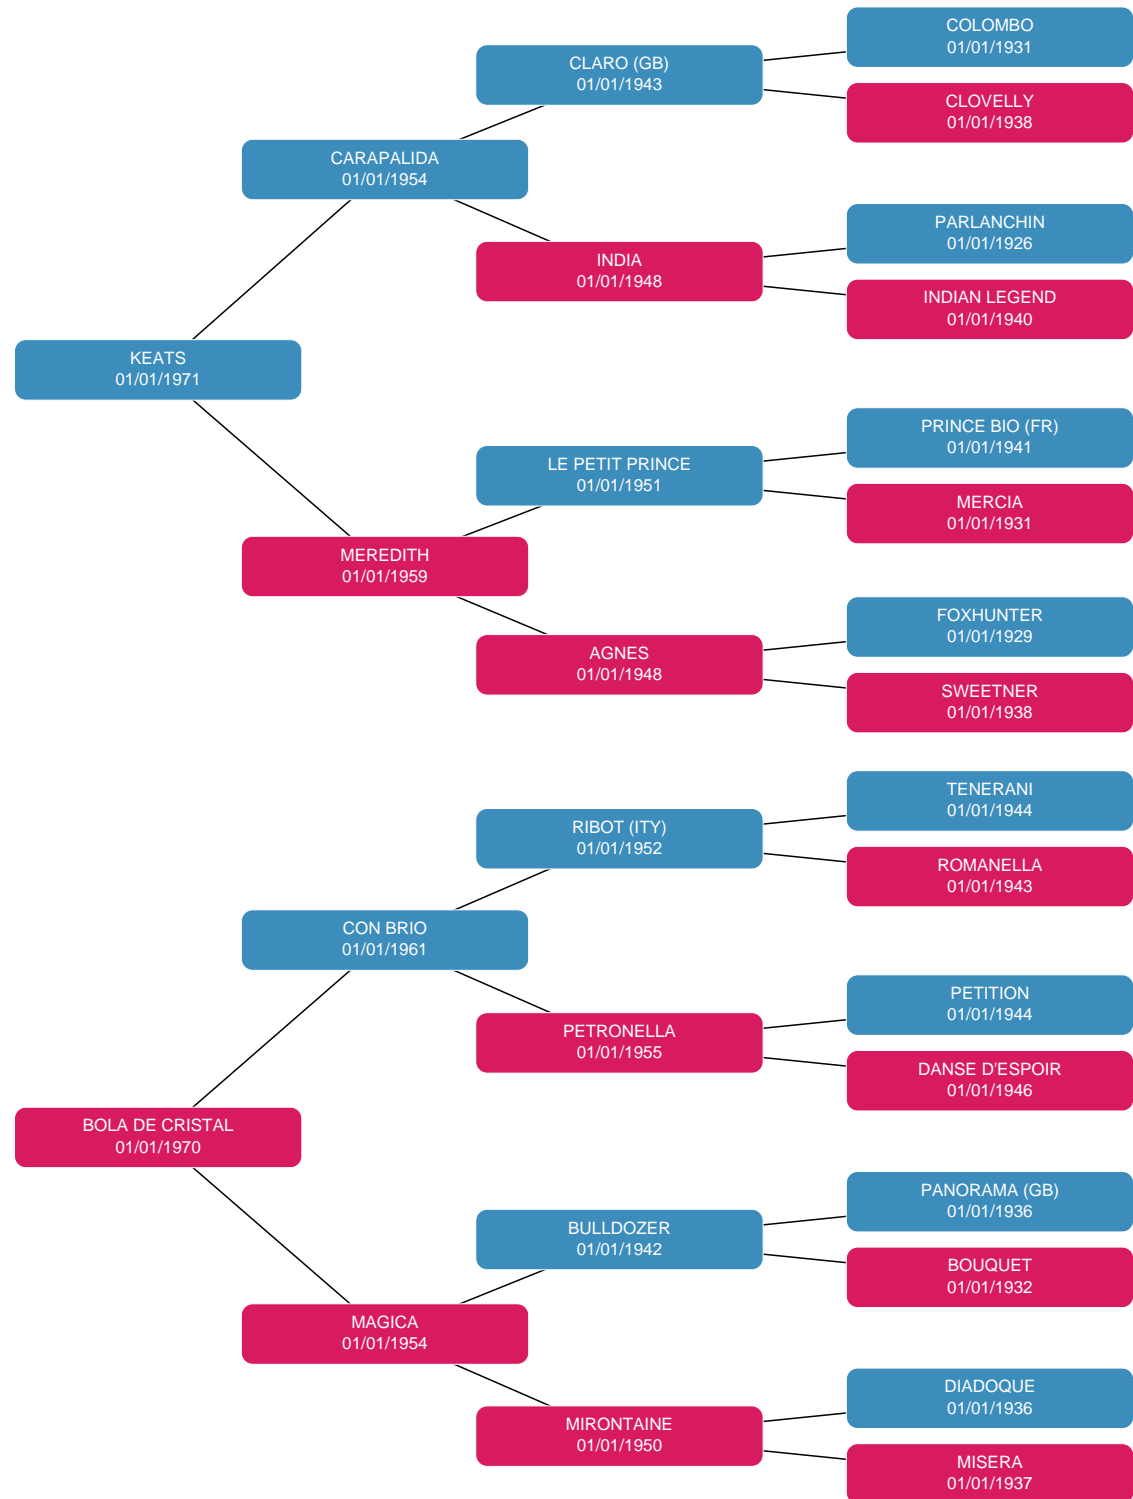 COLOMBO
01/01/1931
CLARO (GB)
01/01/1943
CLOVELLY
01/01/1938
CARAPALIDA
01/01/1954
PARLANCHIN
01/01/1926
INDIA
01/01/1948
INDIAN LEGEND
01/01/1940
KEATS
01/01/1971
PRINCE BIO (FR)
01/01/1941
LE PETIT PRINCE
01/01/1951
MERCIA
01/01/1931
MEREDITH
01/01/1959
FOXHUNTER
01/01/1929
AGNES
01/01/1948
SWEETNER
01/01/1938
TENERANI
01/01/1944
RIBOT (ITY)
01/01/1952
ROMANELLA
01/01/1943
CON BRIO
01/01/1961
PETITION
01/01/1944
PETRONELLA
01/01/1955
DANSE D'ESPOIR
01/01/1946
BOLA DE CRISTAL
01/01/1970
PANORAMA (GB)
01/01/1936
BULLDOZER
01/01/1942
BOUQUET
01/01/1932
MAGICA
01/01/1954
DIADOQUE
01/01/1936
MIRONTAINE
01/01/1950
MISERA
01/01/1937